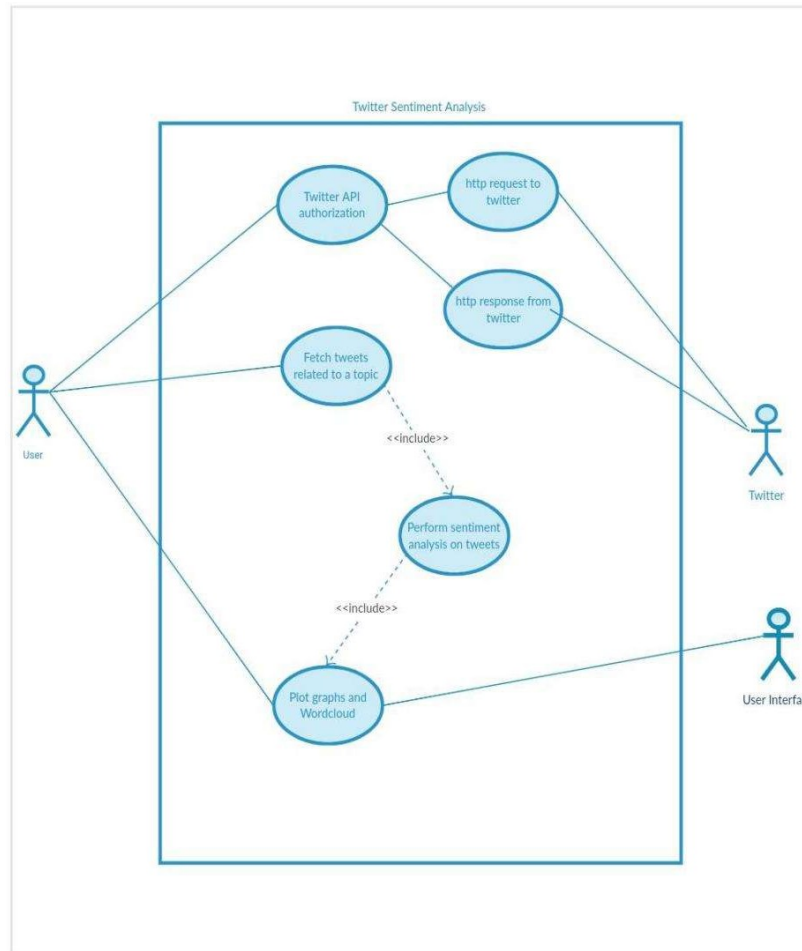 Twitter Sentiment Analysis
Twitter API
authorization
http request to
twitter
http response from
twitter
Fetch tweets
related to a topic
<<include>>
User
Twitter
Perform sentiment
analysis on tweets
<<include>>
Plot graphs and
Wordcloud
User Interfa